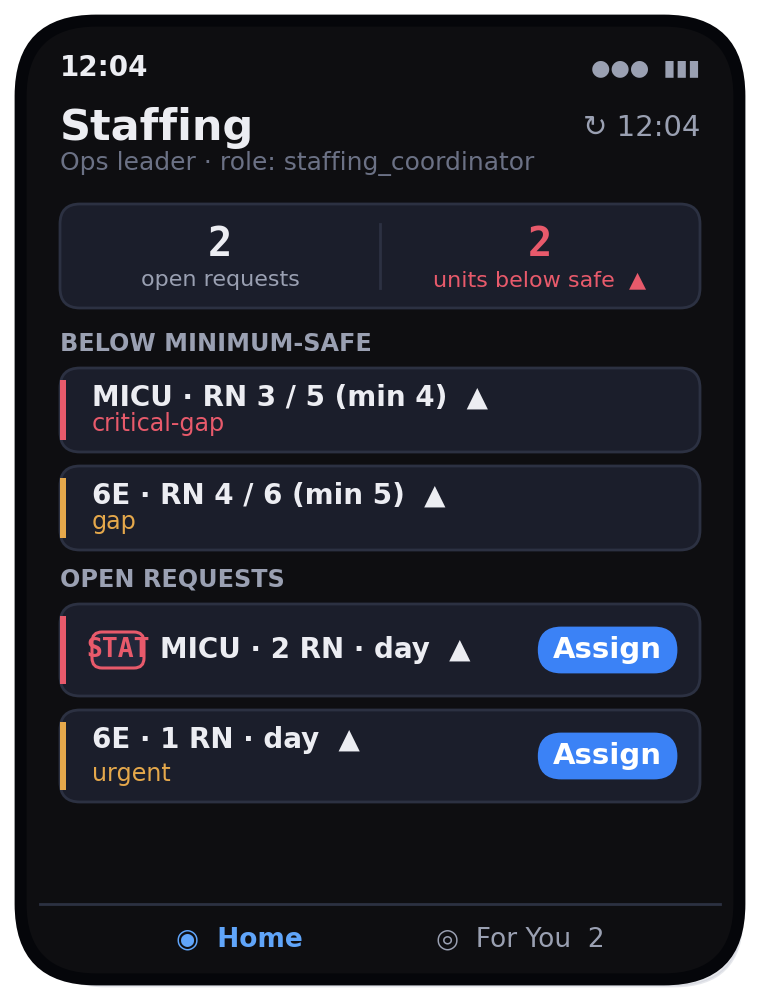 12:04
Staffing ↻ 12:04
Ops leader · role: staffing_coordinator
2 2
open requests units below safe ▲
BELOW MINIMUM-SAFE
MICU · RN 3 / 5 (min 4) ▲
critical-gap
6E · RN 4 / 6 (min 5) ▲
gap
OPEN REQUESTS
STAT MICU · 2 RN · day ▲ Assign
6E · 1 RN · day ▲ Assign
urgent
◉ Home ◎ For You 2